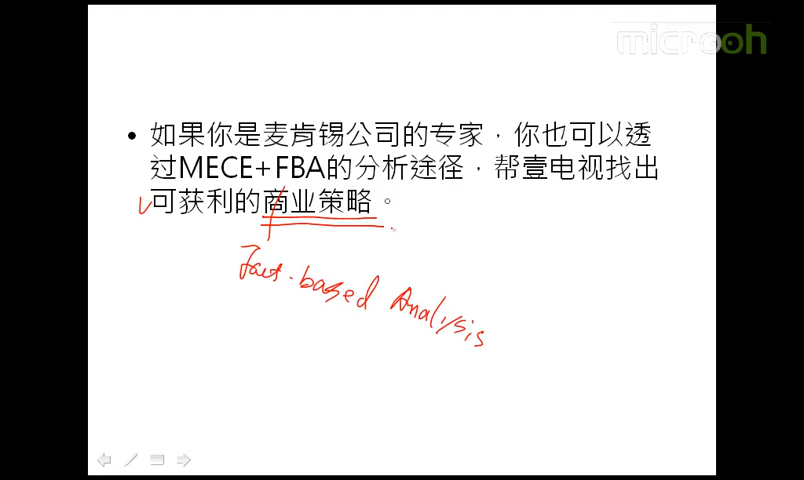 microoh
• 如果你是麦肯锡公司的专家，你也可以透
过MECE+FBA的分析途径，帮壹电视找出
可获利的商业策略。
Fact-based Analysis